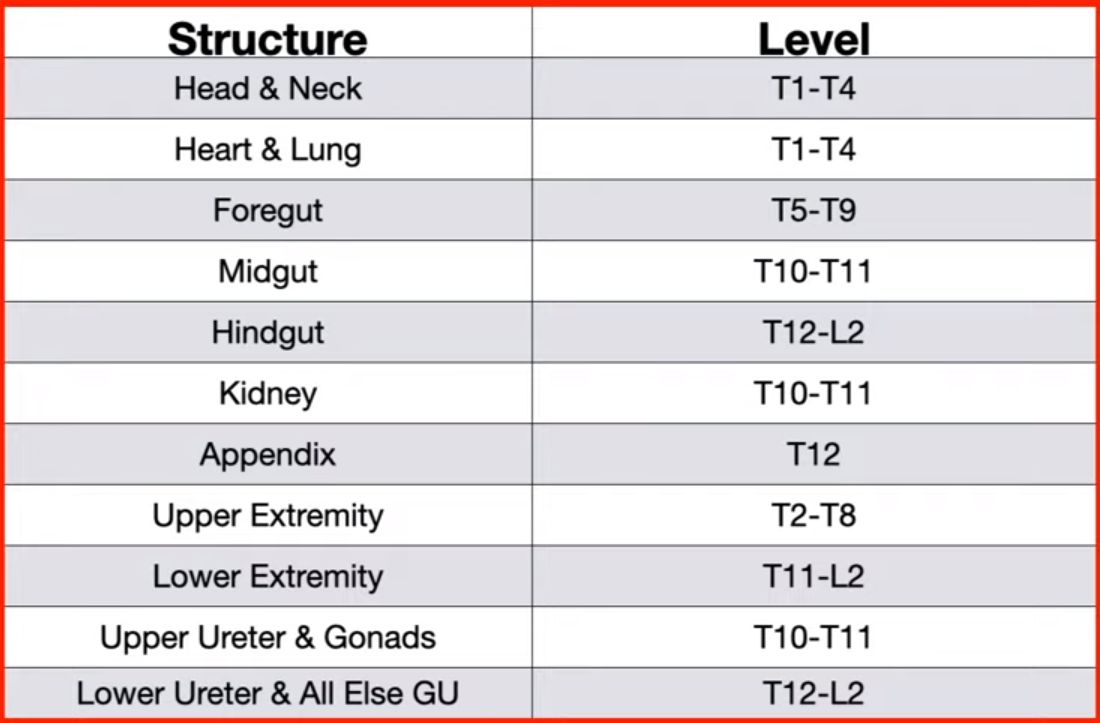 Structure Level
Head & Neck T1-T4
Heart & Lung T1-T4
Foregut T5-T9
Midgut T10-T11
Hindgut T12-L2
Kidney T10-T11
Appendix T12
Upper Extremity T2-T8
Lower Extremity T11-L2
Upper Ureter & Gonads T10-T11
Lower Ureter & All Else GU T12-L2